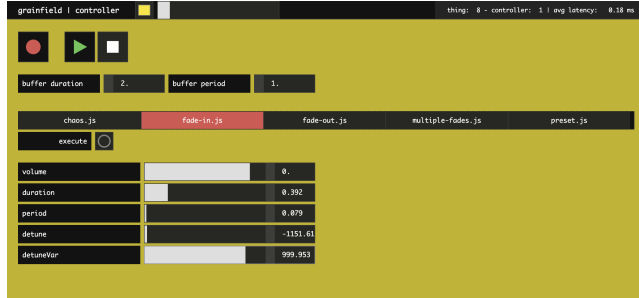 grainfield | controller thing: 8 - controller: 1 | avg latency: 0.18 ms
buffer duration 2. buffer period 1.
chaos.js fade-in.js fade-out.js multiple-fades.js preset.js
execute
volume 0.
duration 0.392
period 0.079
detune -1151.61
detuneVar 999.953